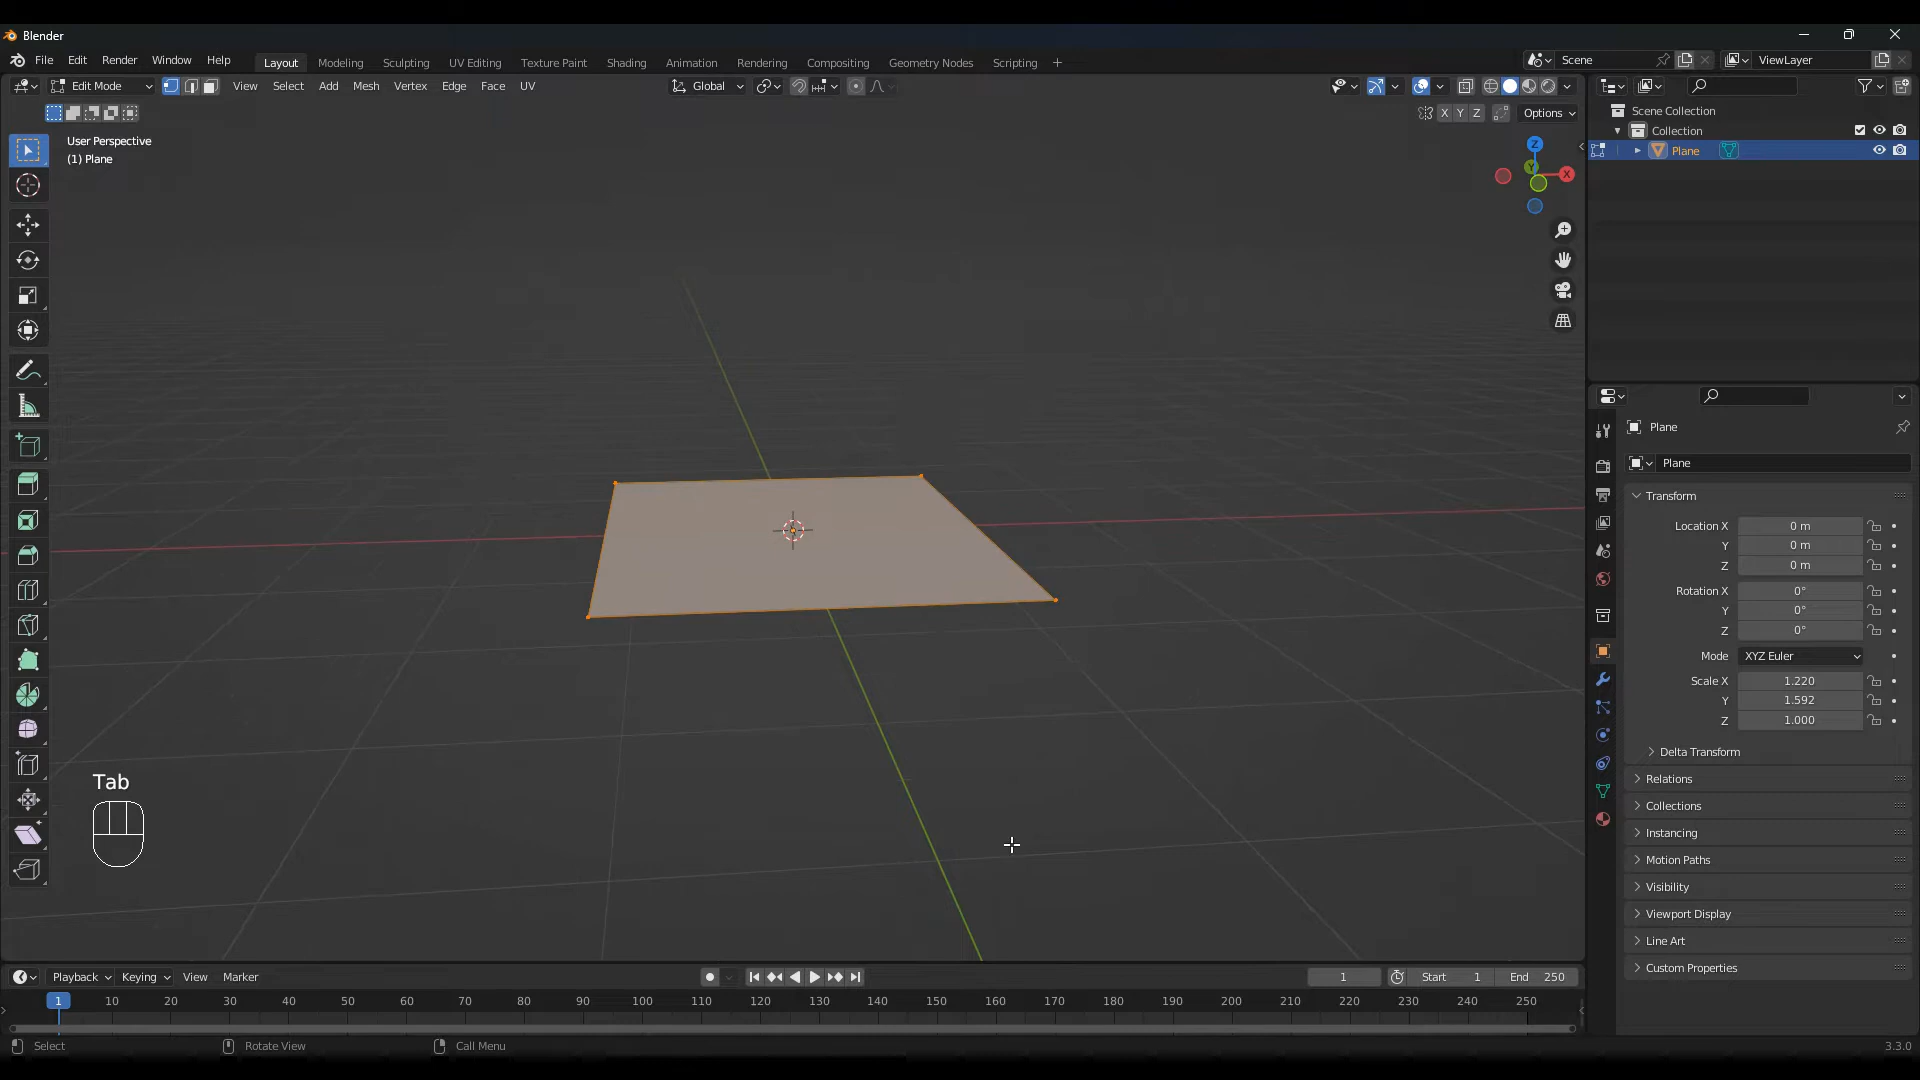 Blender
File Edit Render Window Help Layout Modeling Sculpting UV Editing Texture Paint Shading Animation Rendering Compositing Geometry Nodes Scripting + Scene ViewLayer
Edit Mode View Select Add Mesh Vertex Edge Face UV Global
X Y Z Options
User Perspective
(1) Plane
Z
Y
X
Scene Collection
Collection
Plane
Plane
Plane
Transform
Location X 0 m
Y 0 m
Z 0 m
Rotation X 0°
Y 0°
Z 0°
Mode XYZ Euler
Scale X 1.220
Y 1.592
Z 1.000
Delta Transform
Relations
Collections
Instancing
Motion Paths
Visibility
Viewport Display
Line Art
Custom Properties
Tab
Playback Keying View Marker 1 Start 1 End 250
1 10 20 30 40 50 60 70 80 90 100 110 120 130 140 150 160 170 180 190 200 210 220 230 240 250
Select Rotate View Call Menu 3.3.0